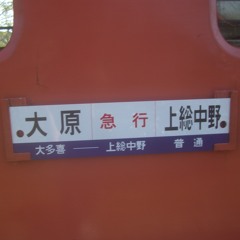 大原 急行 上総中野
大多喜 —— 上総中野 普通